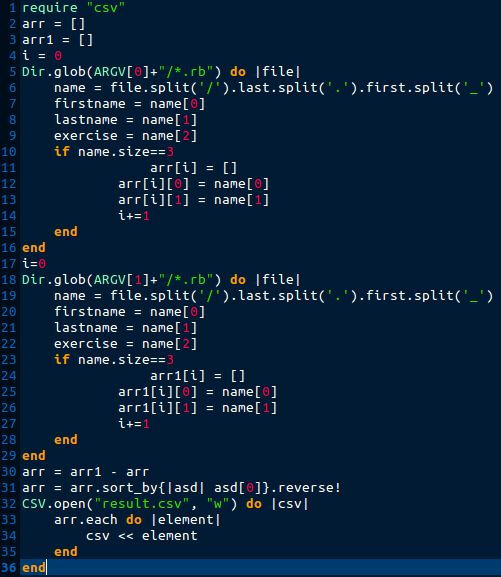 1 require "csv"
2 arr = []
3 arr1 = []
4 i = 0
5 Dir.glob(ARGV[0]+"/*.rb") do |file|
6     name = file.split('/').last.split('.').first.split('_')
7     firstname = name[0]
8     lastname = name[1]
9     exercise = name[2]
10     if name.size==3
11                 arr[i] = []
12             arr[i][0] = name[0]
13             arr[i][1] = name[1]
14             i+=1
15     end
16 end
17 i=0
18 Dir.glob(ARGV[1]+"/*.rb") do |file|
19     name = file.split('/').last.split('.').first.split('_')
20     firstname = name[0]
21     lastname = name[1]
22     exercise = name[2]
23     if name.size==3
24                 arr1[i] = []
25             arr1[i][0] = name[0]
26             arr1[i][1] = name[1]
27             i+=1
28     end
29 end
30 arr = arr1 - arr
31 arr = arr.sort_by{|asd| asd[0]}.reverse!
32 CSV.open("result.csv", "w") do |csv|
33     arr.each do |element|
34         csv << element
35     end
36 end